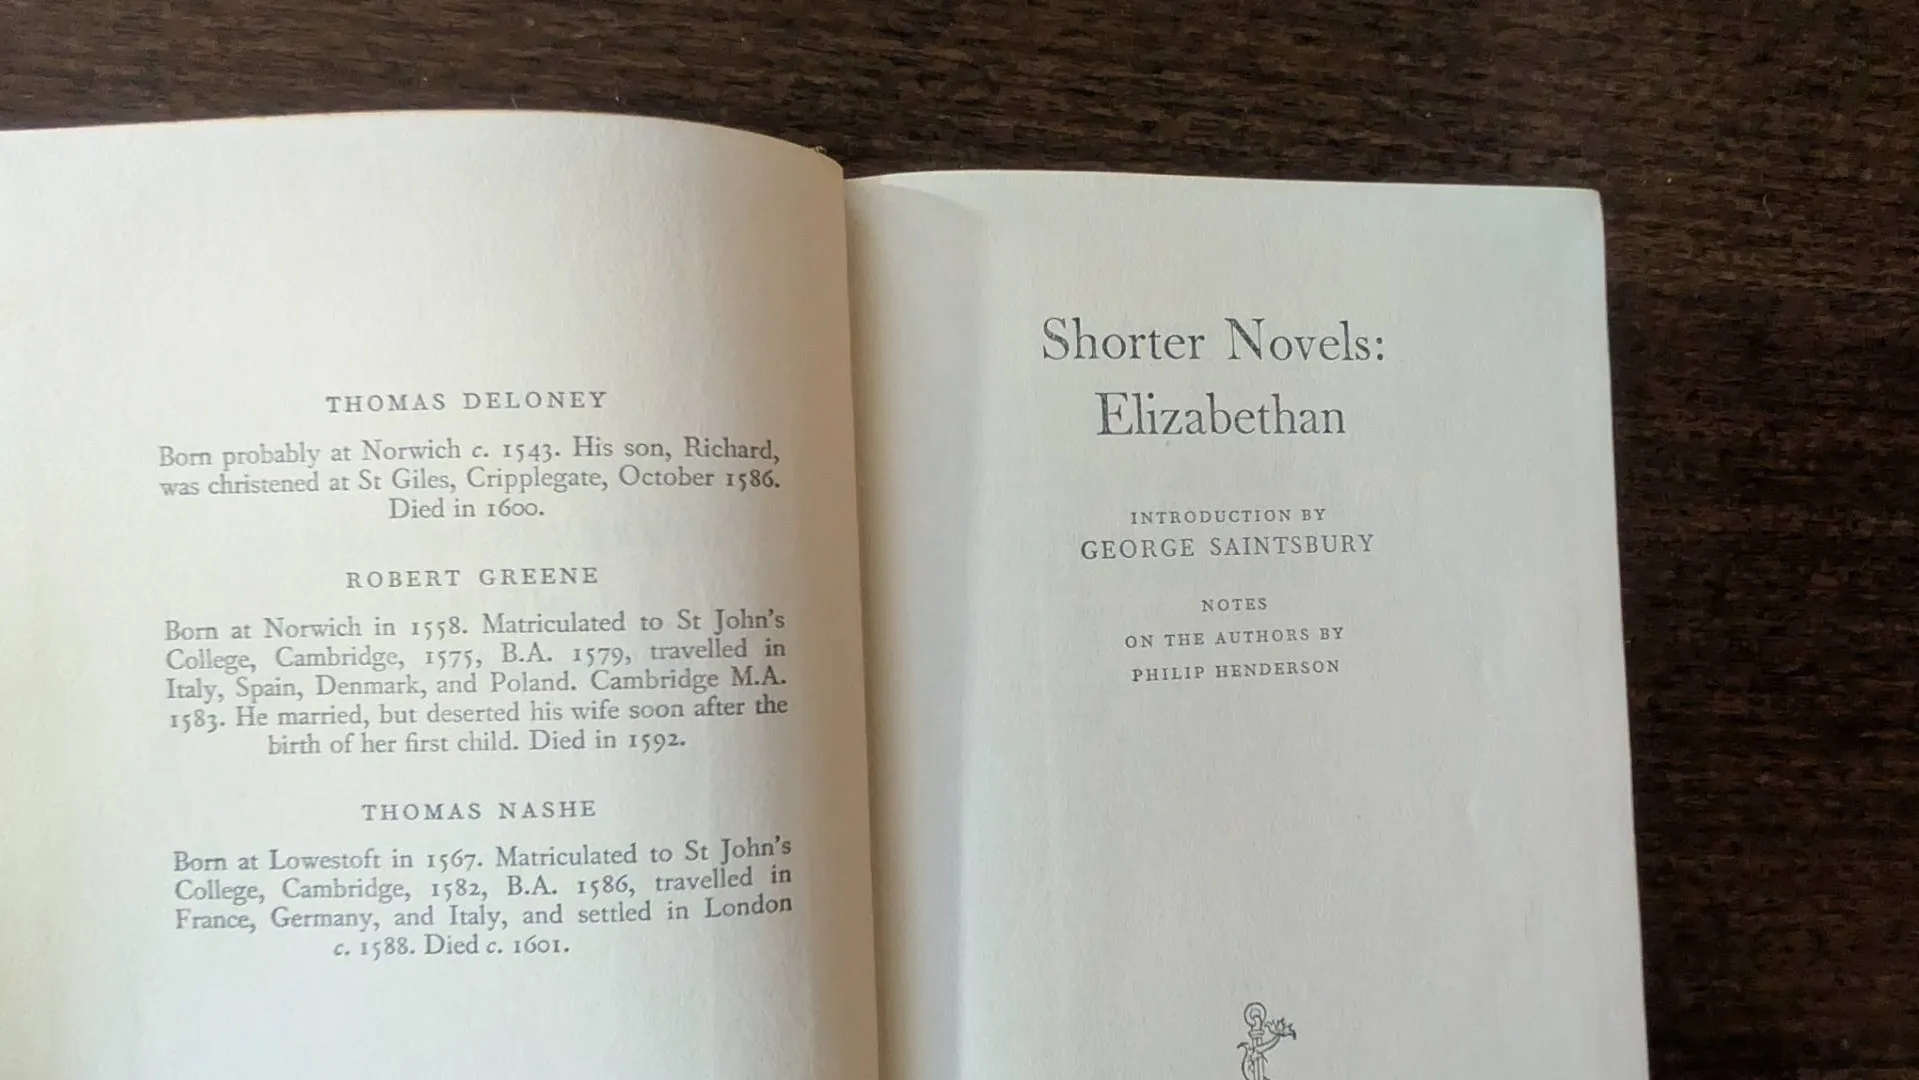 THOMAS DELONEY
Born probably at Norwich c. 1543. His son, Richard,
was christened at St Giles, Cripplegate, October 1586.
Died in 1600.
ROBERT GREENE
Born at Norwich in 1558. Matriculated to St John's
College, Cambridge, 1575, B.A. 1579, travelled in
Italy, Spain, Denmark, and Poland. Cambridge M.A.
1583. He married, but deserted his wife soon after the
birth of her first child. Died in 1592.
THOMAS NASHE
Born at Lowestoft in 1567. Matriculated to St John's
College, Cambridge, 1582, B.A. 1586, travelled in
France, Germany, and Italy, and settled in London
c. 1588. Died c. 1601.
Shorter Novels:
Elizabethan
INTRODUCTION BY
GEORGE SAINTSBURY
NOTES
ON THE AUTHORS BY
PHILIP HENDERSON